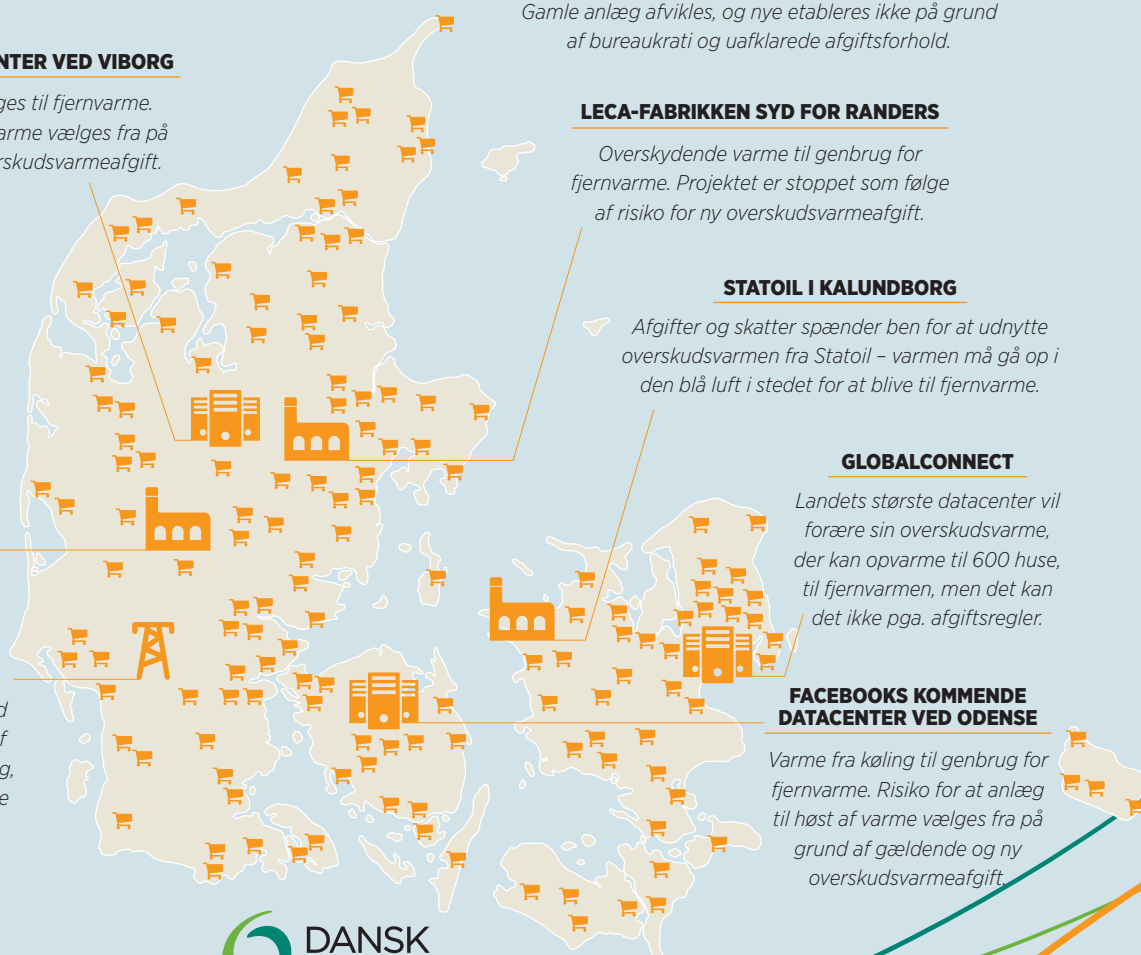 Gamle anlæg afvikles, og nye etableres ikke på grund
af bureaukrati og uafklarede afgiftsforhold.
NTER VED VIBORG
ges til fjernvarme.
arme vælges fra på
rskudsvarmeafgift.
LECA-FABRIKKEN SYD FOR RANDERS
Overskydende varme til genbrug for
fjernvarme. Projektet er stoppet som følge
af risiko for ny overskudsvarmeafgift.
STATOIL I KALUNDBORG
Afgifter og skatter spænder ben for at udnytte
overskudsvarmen fra Statoil – varmen må gå op i
den blå luft i stedet for at blive til fjernvarme.
GLOBALCONNECT
Landets største datacenter vil
forære sin overskudsvarme,
der kan opvarme til 600 huse,
til fjernvarmen, men det kan
det ikke pga. afgiftsregler.
d
f
g,
e
FACEBOOKS KOMMENDE
DATACENTER VED ODENSE
Varme fra køling til genbrug for
fjernvarme. Risiko for at anlæg
til høst af varme vælges fra på
grund af gældende og ny
overskudsvarmeafgift.
DANSK